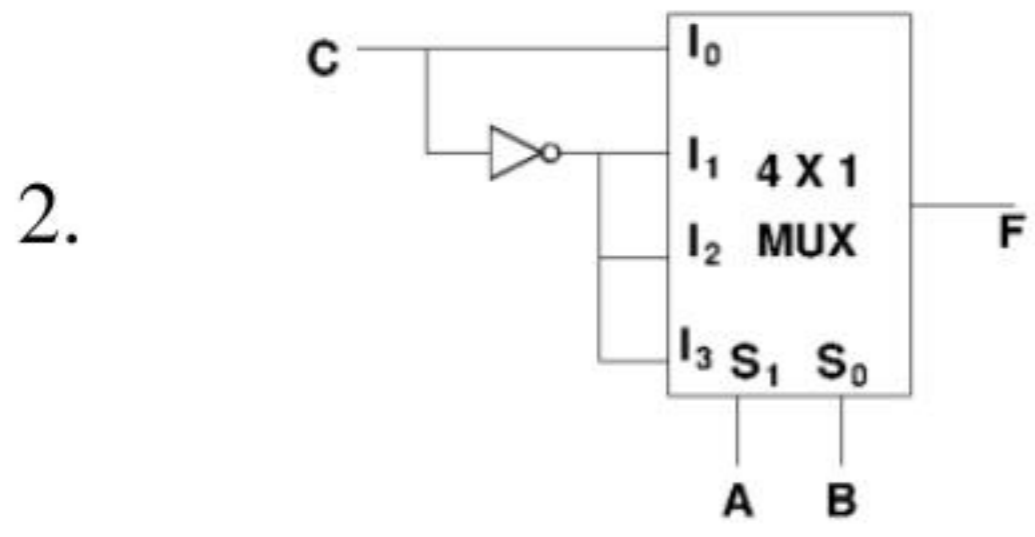 C
I₀
I₁ 4 X 1
2.
I₂ MUX
F
I₃ S₁ S₀
A B